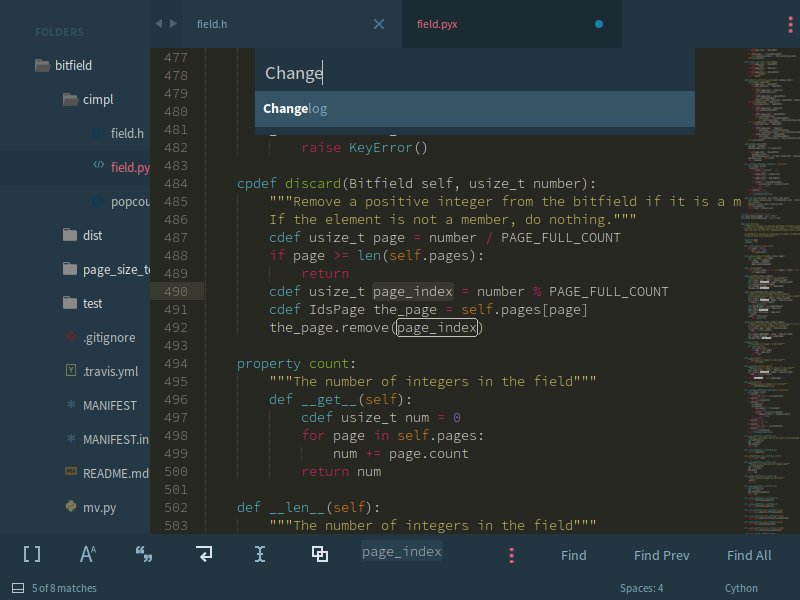 FOLDERS
bitfield
cimpl
field.h
field.py
popcou
dist
page_size_to
test
.gitignore
.travis.yml
MANIFEST
MANIFEST.in
README.md
mv.py
field.h
field.pyx
Change
Changelog
477
478
479
480
481
482 raise KeyError()
483
484 cpdef discard(Bitfield self, usize_t number):
485 """Remove a positive integer from the bitfield if it is a m
486 If the element is not a member, do nothing."""
487 cdef usize_t page = number / PAGE_FULL_COUNT
488 if page >= len(self.pages):
489 return
490 cdef usize_t page_index = number % PAGE_FULL_COUNT
491 cdef IdsPage the_page = self.pages[page]
492 the_page.remove(page_index)
493
494 property count:
495 """The number of integers in the field"""
496 def __get__(self):
497 cdef usize_t num = 0
498 for page in self.pages:
499 num += page.count
500 return num
501
502 def __len__(self):
503 """The number of integers in the field"""
page_index
Find
Find Prev
Find All
5 of 8 matches
Spaces: 4
Cython